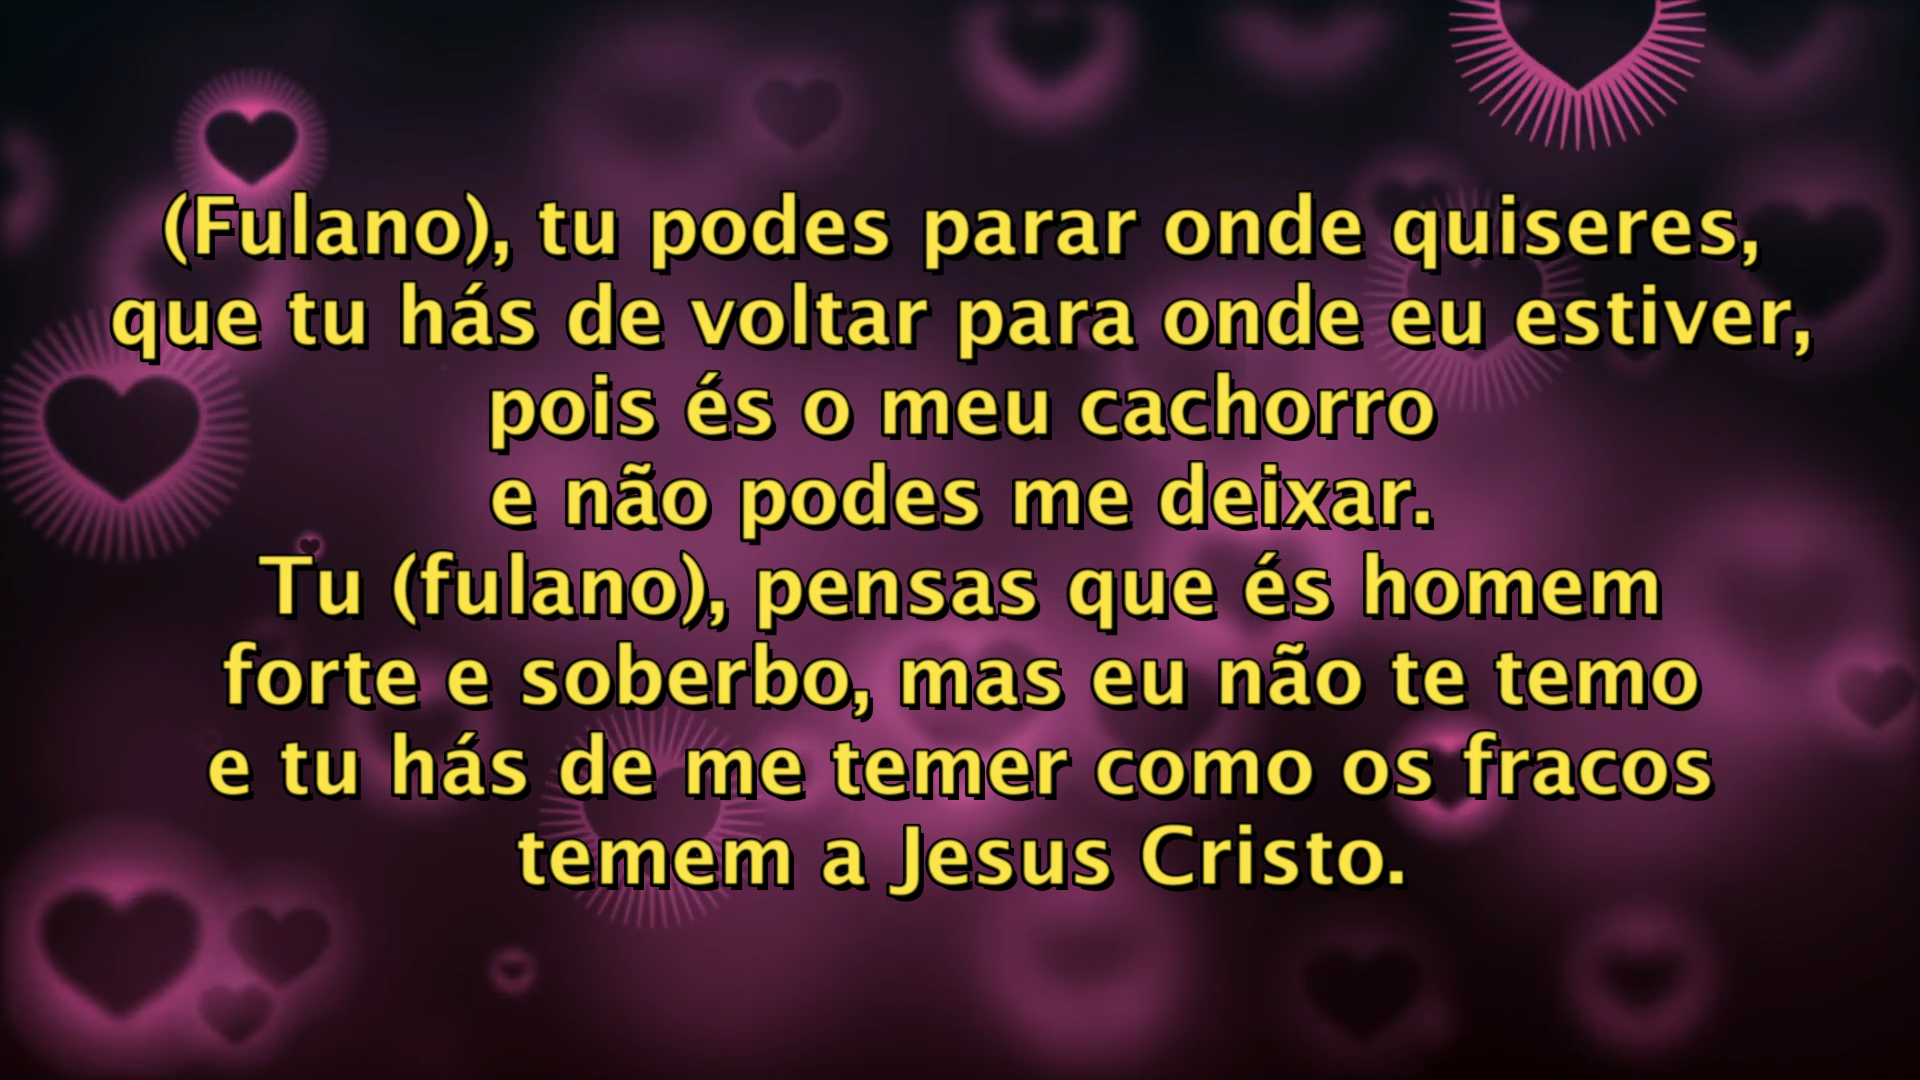 (Fulano), tu podes parar onde quiseres,
que tu hás de voltar para onde eu estiver,
pois és o meu cachorro
e não podes me deixar.
Tu (fulano), pensas que és homem
forte e soberbo, mas eu não te temo
e tu hás de me temer como os fracos
temem a Jesus Cristo.